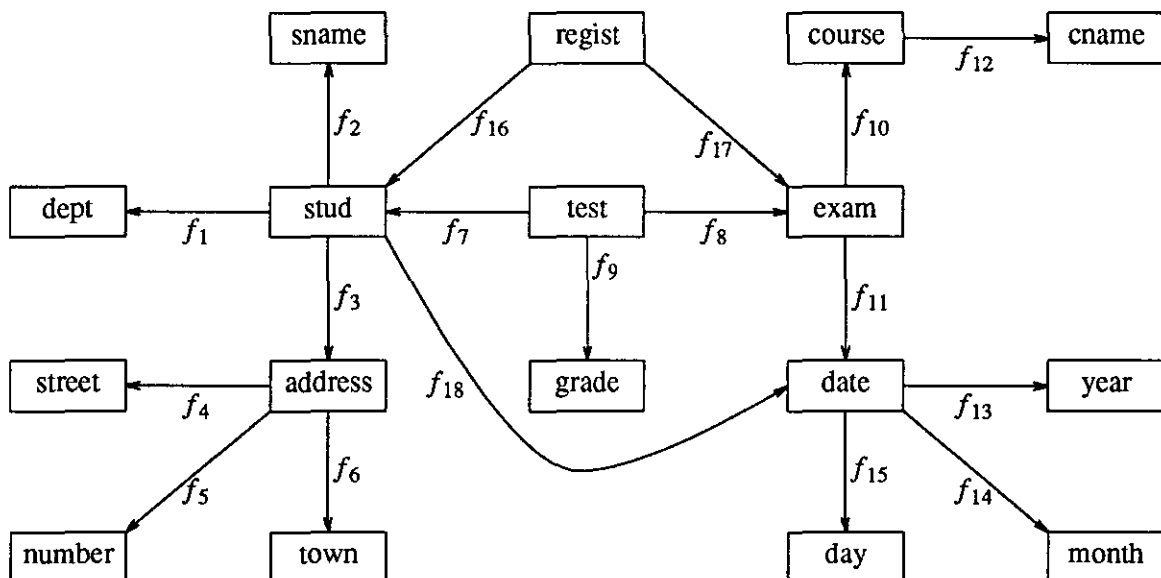 sname regist course cname
f12
f2 f16 f17 f10
dept stud test exam
f1 f7 f8
f9
f3 f11
street address grade date year
f4 f18 f13
f5 f6 f15 f14
number town day month